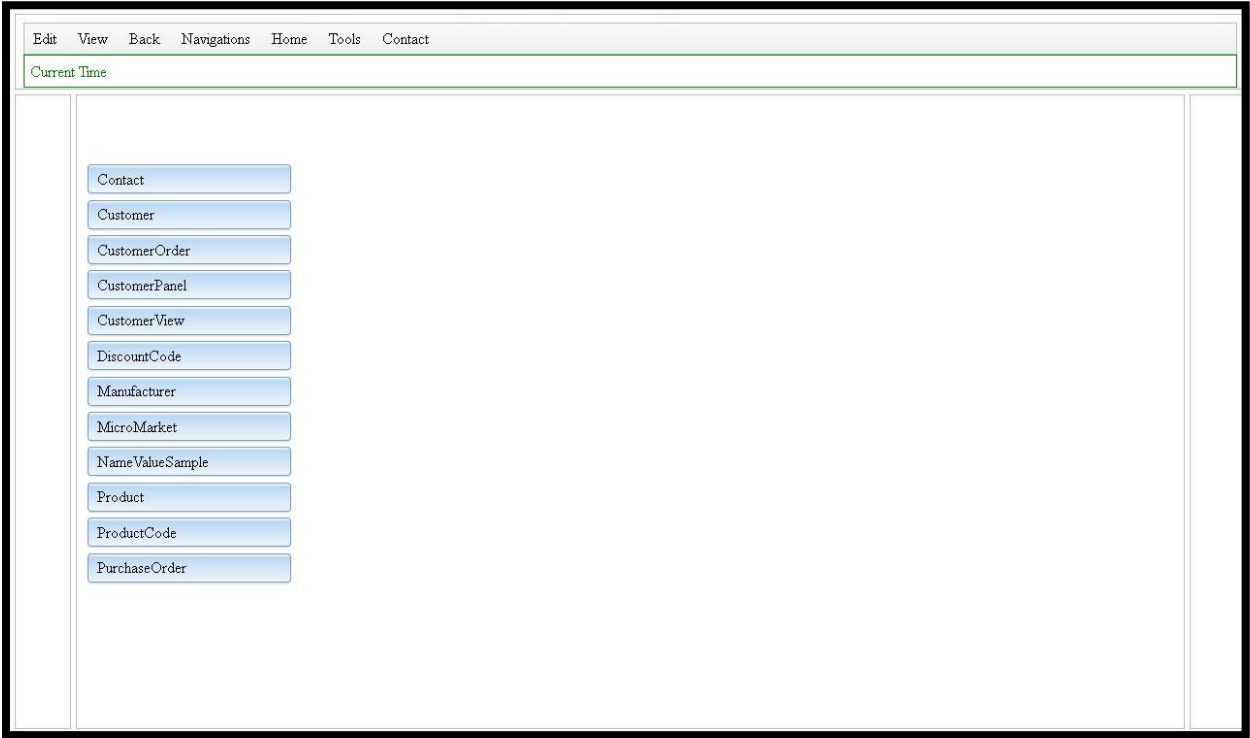 Edit View Back Navigations Home Tools Contact
Current Time
Contact
Customer
CustomerOrder
CustomerPanel
CustomerView
DiscountCode
Manufacturer
MicroMarket
NameValueSample
Product
ProductCode
PurchaseOrder